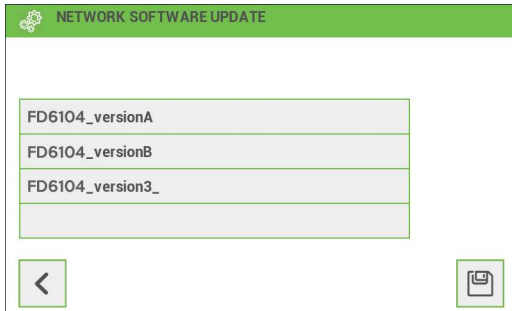 NETWORK SOFTWARE UPDATE
FD6104_versionA
FD6104_versionB
FD6104_version3_